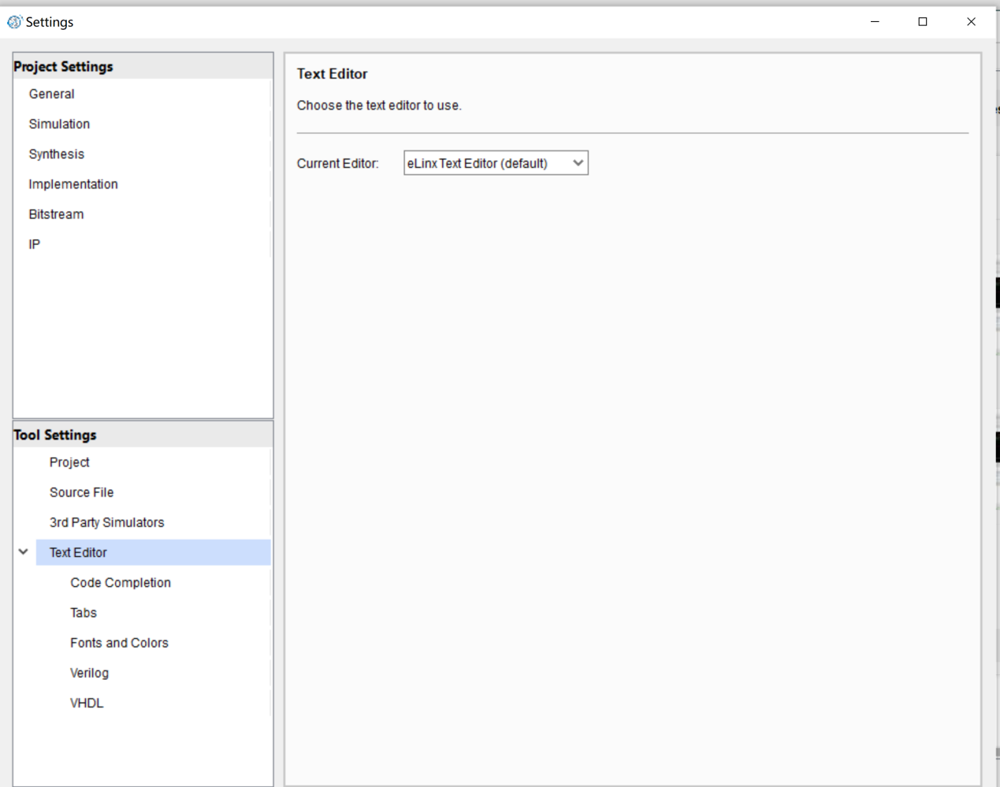 Settings
Project Settings
General
Simulation
Synthesis
Implementation
Bitstream
IP
Tool Settings
Project
Source File
3rd Party Simulators
Text Editor
Code Completion
Tabs
Fonts and Colors
Verilog
VHDL
Text Editor
Choose the text editor to use.
Current Editor: eLinx Text Editor (default)